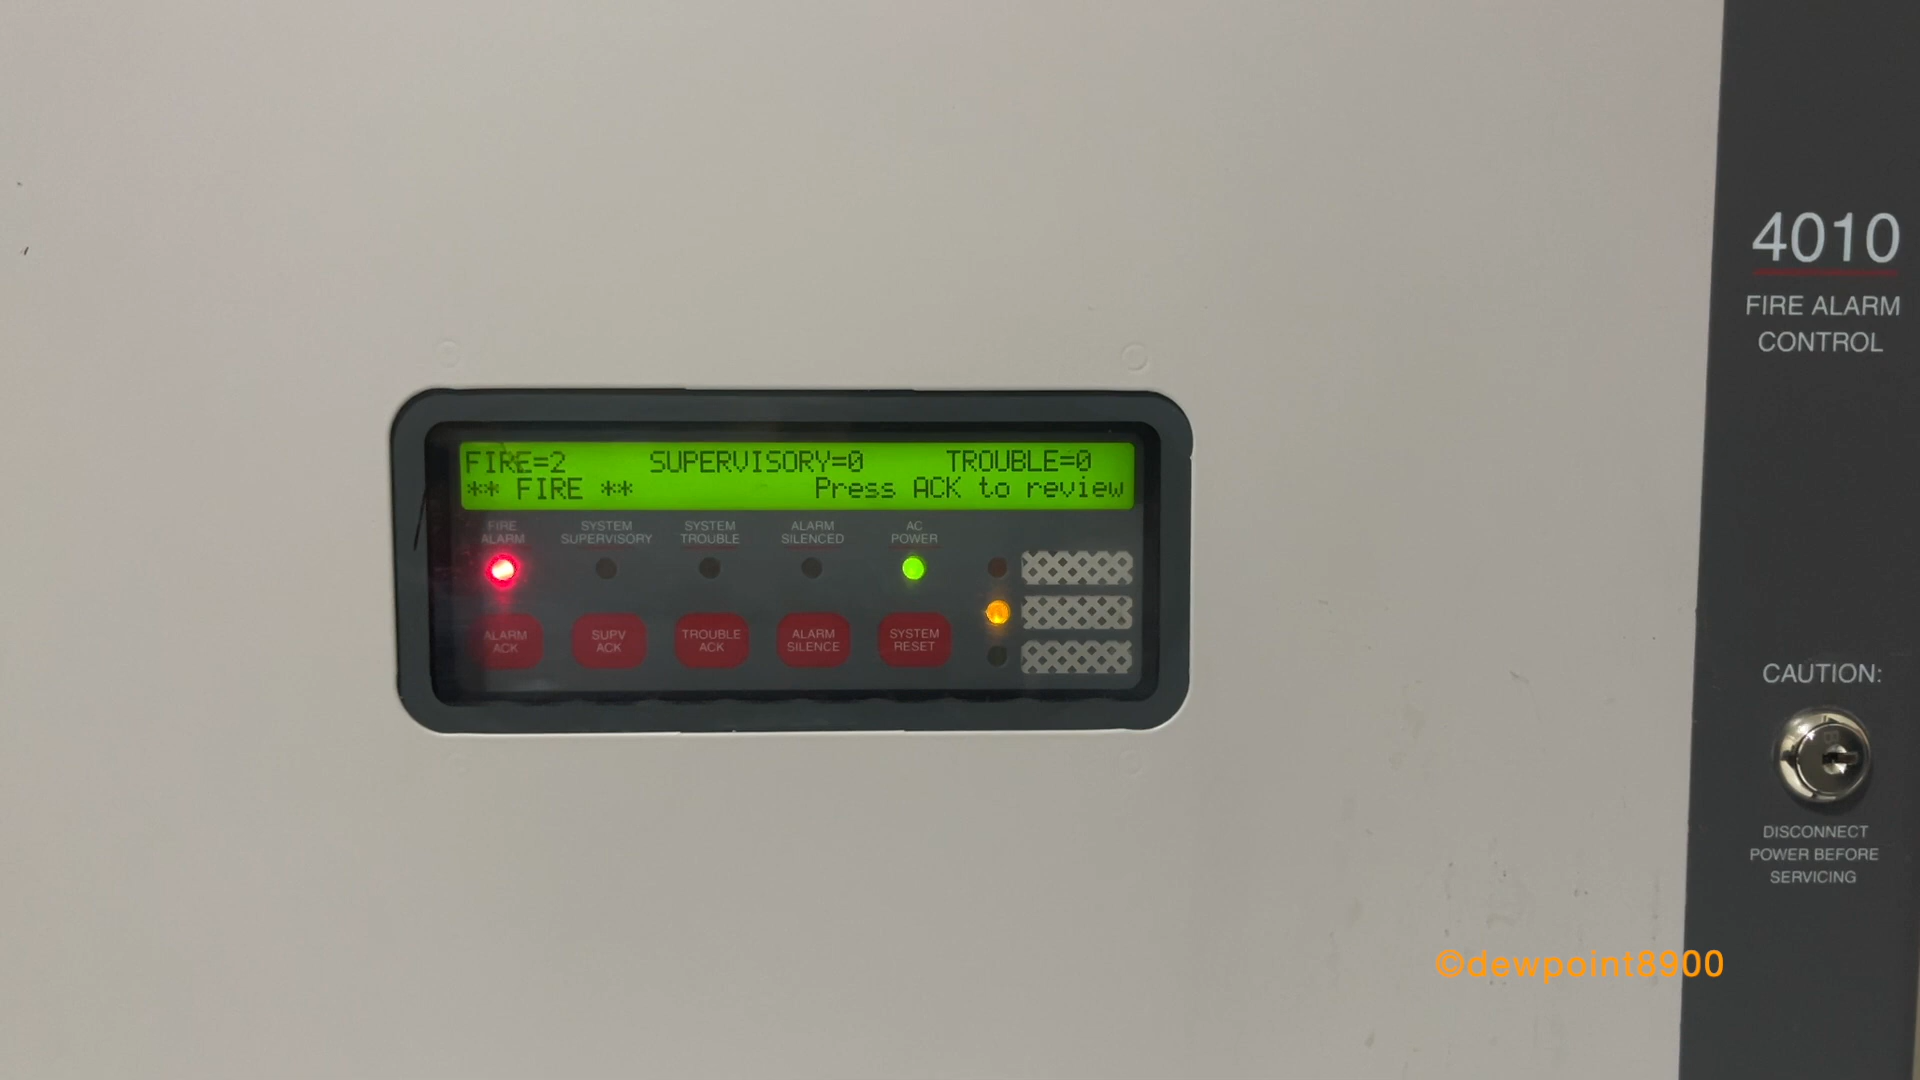 4010
FIRE ALARM
CONTROL
FIRE=2 SUPERVISORY=0 TROUBLE=0
** FIRE ** Press ACK to review
FIRE
ALARM
SYSTEM
SUPERVISORY
SYSTEM
TROUBLE
ALARM
SILENCED
AC
POWER
ALARM
ACK
SUPV
ACK
TROUBLE
ACK
ALARM
SILENCE
SYSTEM
RESET
CAUTION:
DISCONNECT
POWER BEFORE
SERVICING
©dewpoint8900